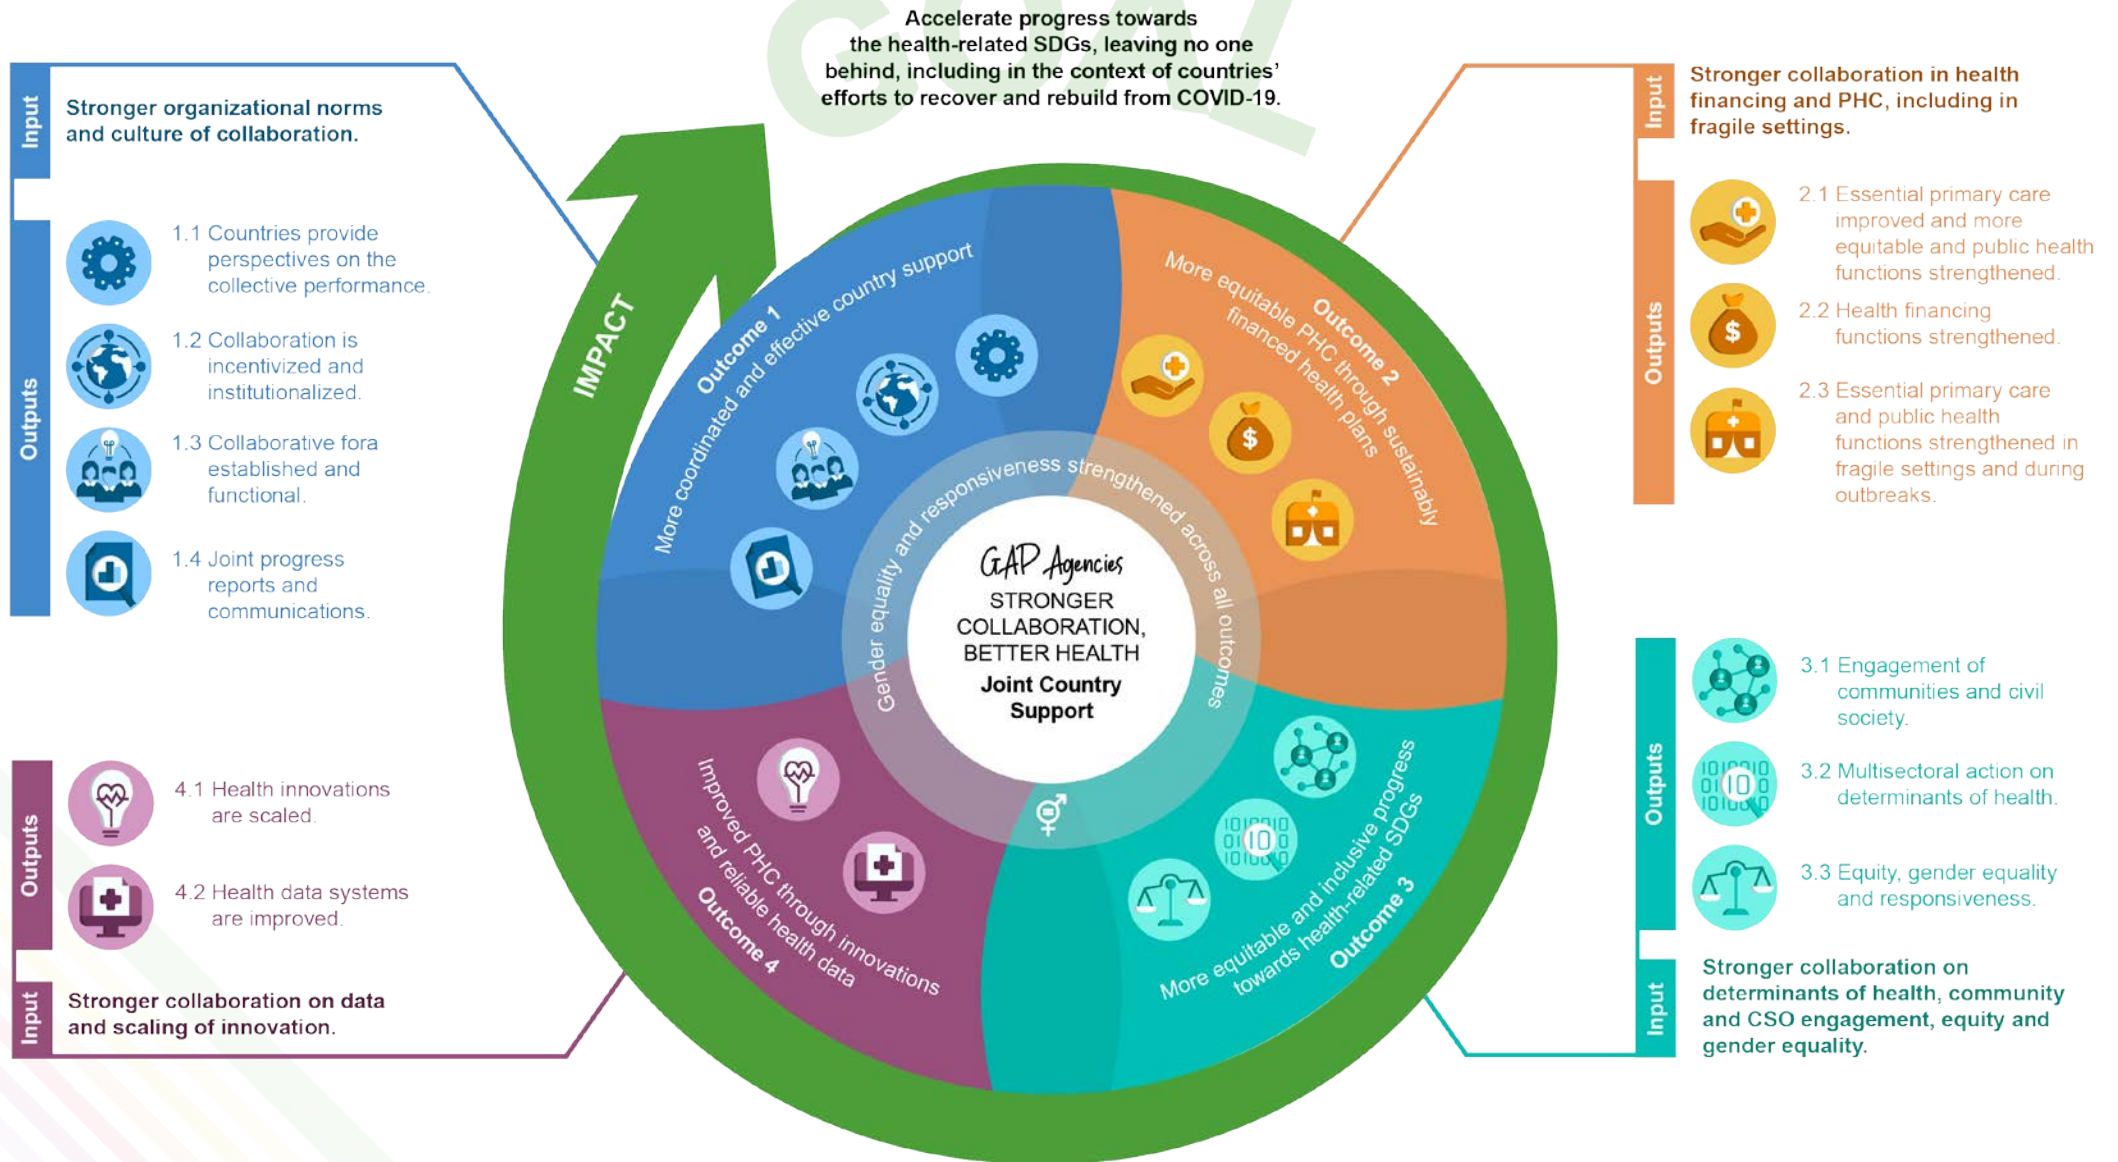 GOAL
Accelerate progress towards
the health-related SDGs, leaving no one
behind, including in the context of countries'
efforts to recover and rebuild from COVID-19.
Input
Stronger organizational norms
and culture of collaboration.
Outputs
1.1 Countries provide
perspectives on the
collective performance.
1.2 Collaboration is
incentivized and
institutionalized.
1.3 Collaborative fora
established and
functional.
1.4 Joint progress
reports and
communications.
Outputs
4.1 Health innovations
are scaled.
4.2 Health data systems
are improved.
Input
Stronger collaboration on data
and scaling of innovation.
IMPACT
Outcome 1
More coordinated and effective country support
Outcome 2
More equitable PHC through sustainably
financed health plans
$
Gender equality and responsiveness strengthened across all outcomes
GAP Agencies
STRONGER
COLLABORATION,
BETTER HEALTH
Joint Country
Support
Improved PHC through innovations
and reliable health data
Outcome 4
More equitable and inclusive progress
towards health-related SDGs
Outcome 3
Input
Stronger collaboration in health
financing and PHC, including in
fragile settings.
Outputs
2.1 Essential primary care
improved and more
equitable and public health
functions strengthened.
$
2.2 Health financing
functions strengthened.
2.3 Essential primary care
and public health
functions strengthened in
fragile settings and during
outbreaks.
Outputs
3.1 Engagement of
communities and civil
society.
3.2 Multisectoral action on
determinants of health.
3.3 Equity, gender equality
and responsiveness.
Input
Stronger collaboration on
determinants of health, community
and CSO engagement, equity and
gender equality.